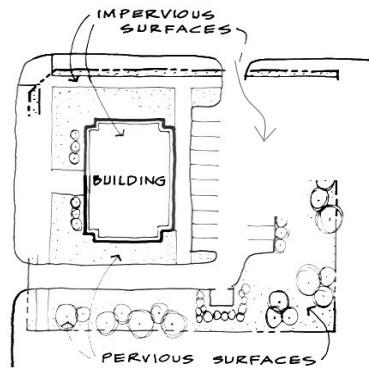 IMPERVIOUS
SURFACES
BUILDING
PERVIOUS SURFACES